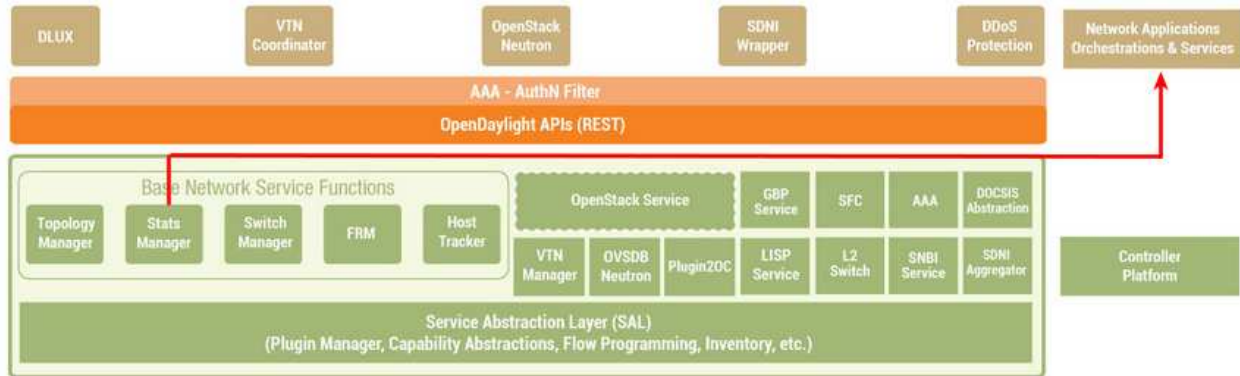 DLUX
VTN
Coordinator
OpenStack
Neutron
SDNI
Wrapper
DDoS
Protection
Network Applications
Orchestrations & Services
AAA - AuthN Filter
OpenDaylight APIs (REST)
Base Network Service Functions
Topology
Manager
Stats
Manager
Switch
Manager
FRM
Host
Tracker
OpenStack Service
GBP
Service
SFC
AAA
DOCSIS
Abstraction
VTN
Manager
OVSDB
Neutron
Plugin2OC
LISP
Service
L2
Switch
SNBI
Service
SDNI
Aggregator
Controller
Platform
Service Abstraction Layer (SAL)
(Plugin Manager, Capability Abstractions, Flow Programming, Inventory, etc.)